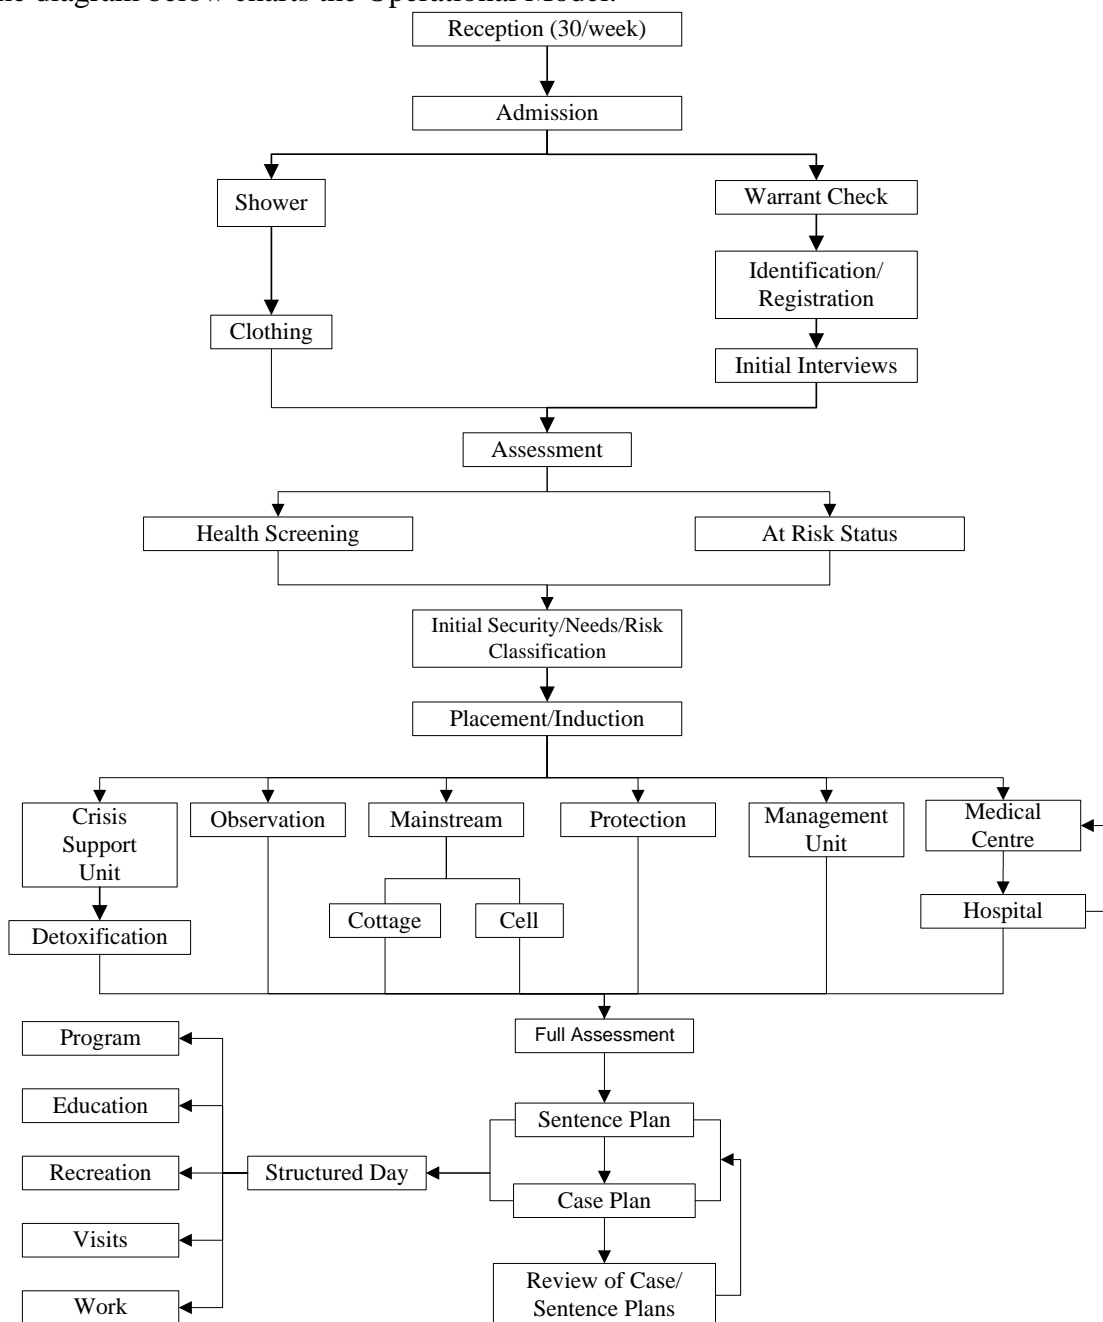 he diagram below charts the Operational Model.
Reception (30/week)
Admission
Shower
Warrant Check
Identification/
Registration
Clothing
Initial Interviews
Assessment
Health Screening
At Risk Status
Initial Security/Needs/Risk
Classification
Placement/Induction
Crisis
Support
Unit
Observation
Mainstream
Protection
Management
Unit
Medical
Centre
Cottage
Cell
Hospital
Detoxification
Full Assessment
Program
Education
Recreation
Visits
Work
Structured Day
Sentence Plan
Case Plan
Review of Case/
Sentence Plans